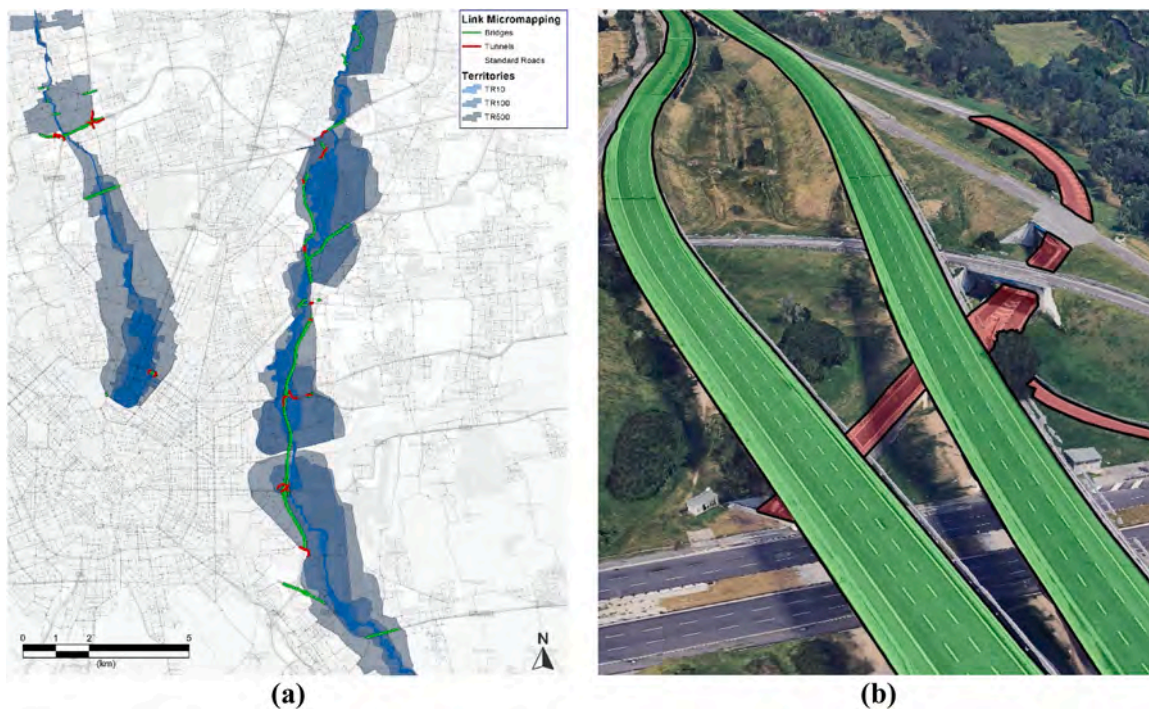 Link Micromapping
Bridges
Tunnels
Standard Roads
Territories
TR10
TR100
TR500
0 1 2 5
(km)
N
(a) (b)